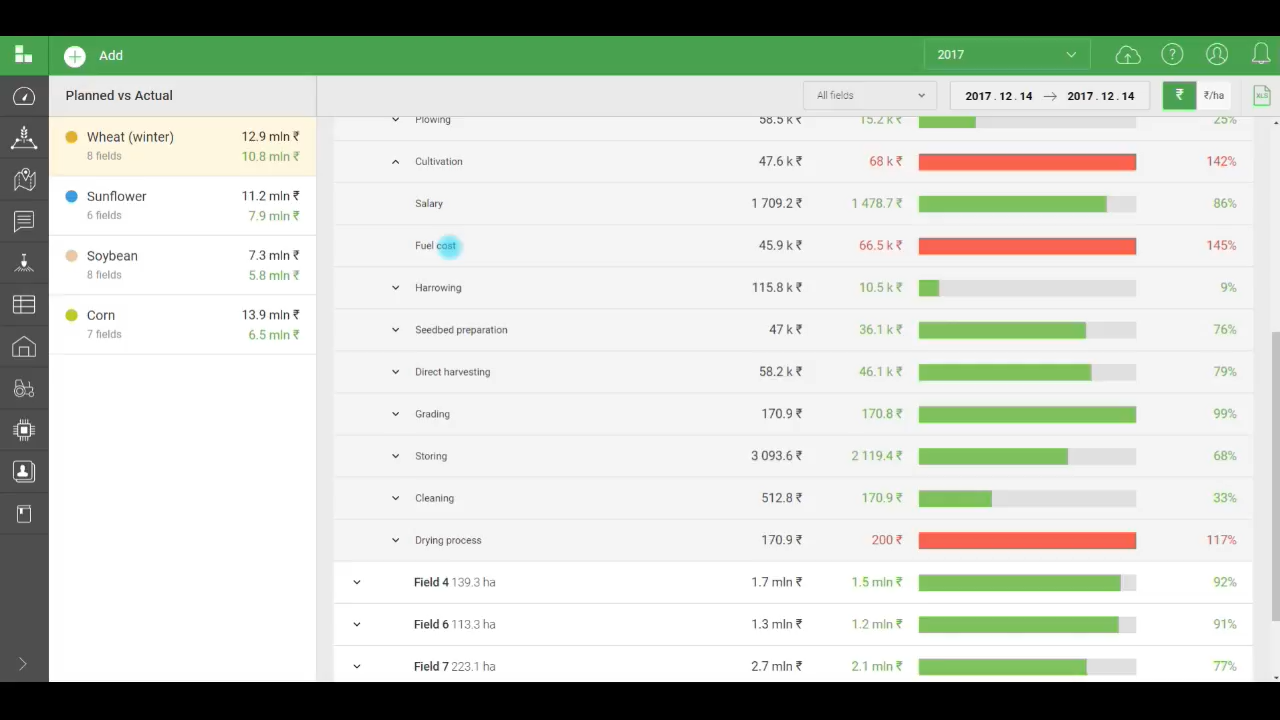 Add
2017
?
Planned vs Actual
All fields
2017 . 12 . 14 → 2017 . 12 . 14
₹
₹/ha
XLS
Wheat (winter) 12.9 mln ₹
8 fields 10.8 mln ₹
Sunflower 11.2 mln ₹
6 fields 7.9 mln ₹
Soybean 7.3 mln ₹
8 fields 5.8 mln ₹
Corn 13.9 mln ₹
7 fields 6.5 mln ₹
Plowing 58.5 k ₹ 15.2 k ₹ 25%
Cultivation 47.6 k ₹ 68 k ₹ 142%
Salary 1 709.2 ₹ 1 478.7 ₹ 86%
Fuel cost 45.9 k ₹ 66.5 k ₹ 145%
Harrowing 115.8 k ₹ 10.5 k ₹ 9%
Seedbed preparation 47 k ₹ 36.1 k ₹ 76%
Direct harvesting 58.2 k ₹ 46.1 k ₹ 79%
Grading 170.9 ₹ 170.8 ₹ 99%
Storing 3 093.6 ₹ 2 119.4 ₹ 68%
Cleaning 512.8 ₹ 170.9 ₹ 33%
Drying process 170.9 ₹ 200 ₹ 117%
Field 4 139.3 ha 1.7 mln ₹ 1.5 mln ₹ 92%
Field 6 113.3 ha 1.3 mln ₹ 1.2 mln ₹ 91%
Field 7 223.1 ha 2.7 mln ₹ 2.1 mln ₹ 77%